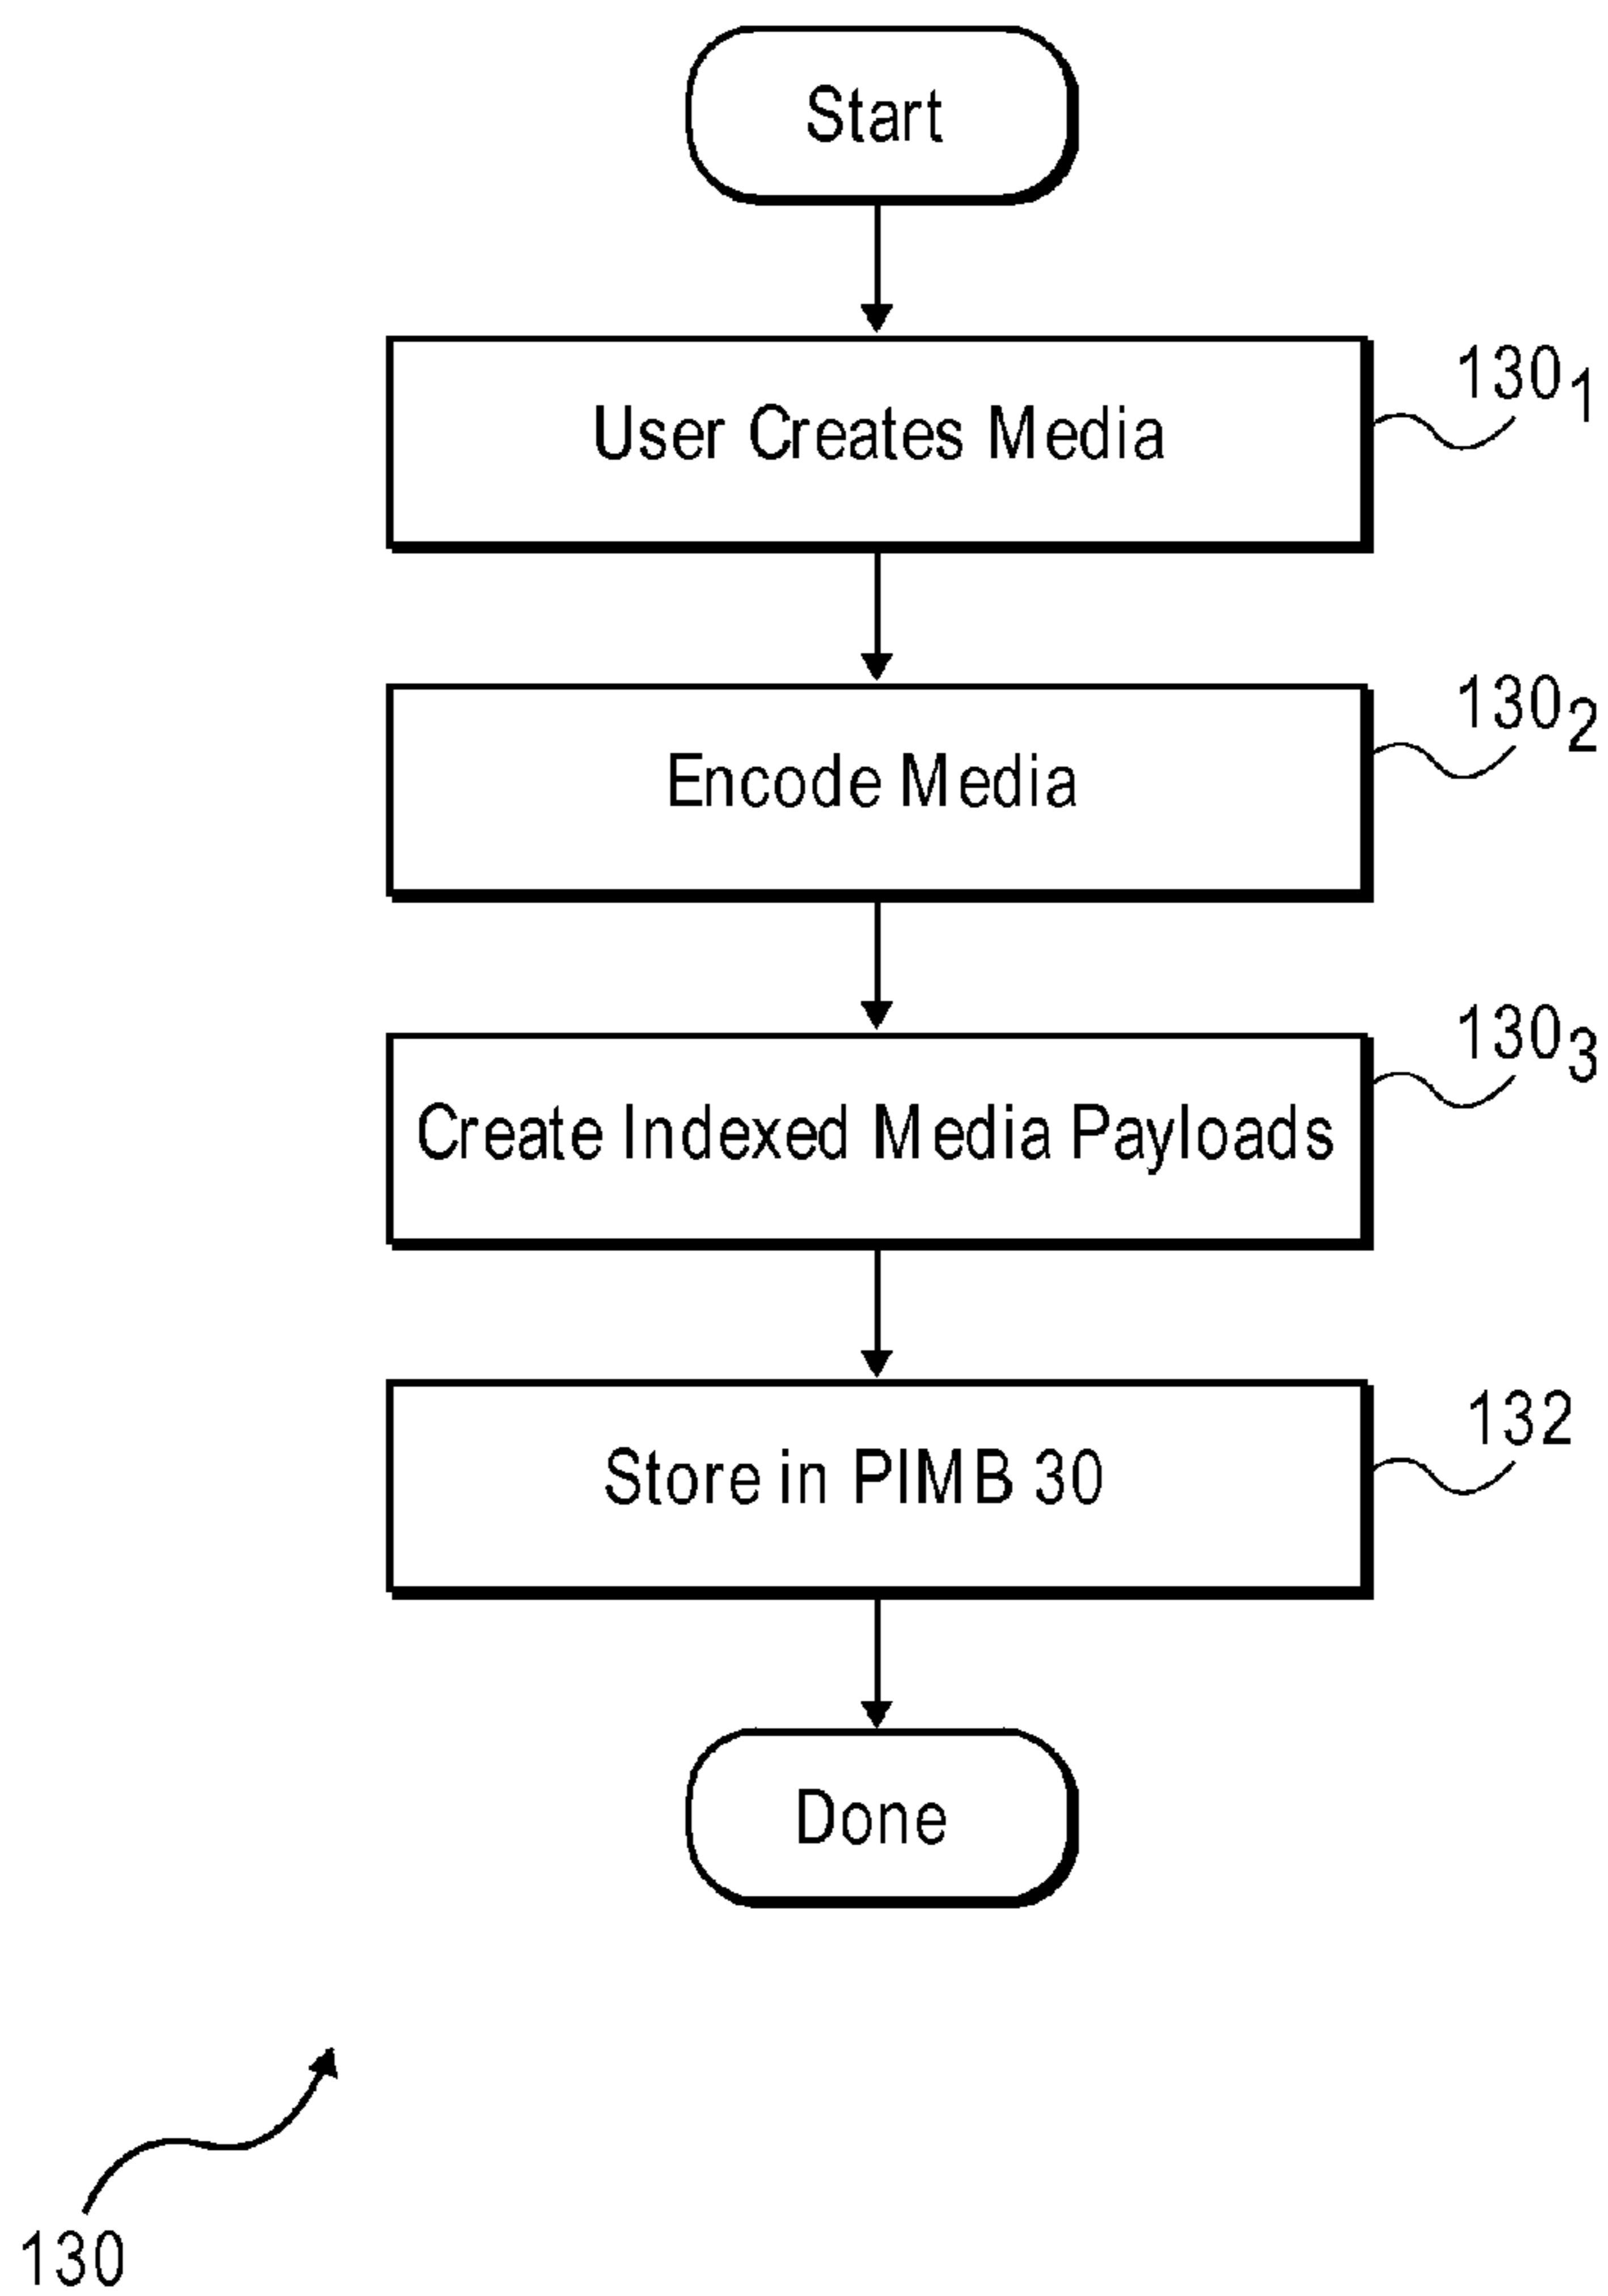 Start
User Creates Media
130₁
Encode Media
130₂
Create Indexed Media Payloads
130₃
Store in PIMB 30
132
Done
130